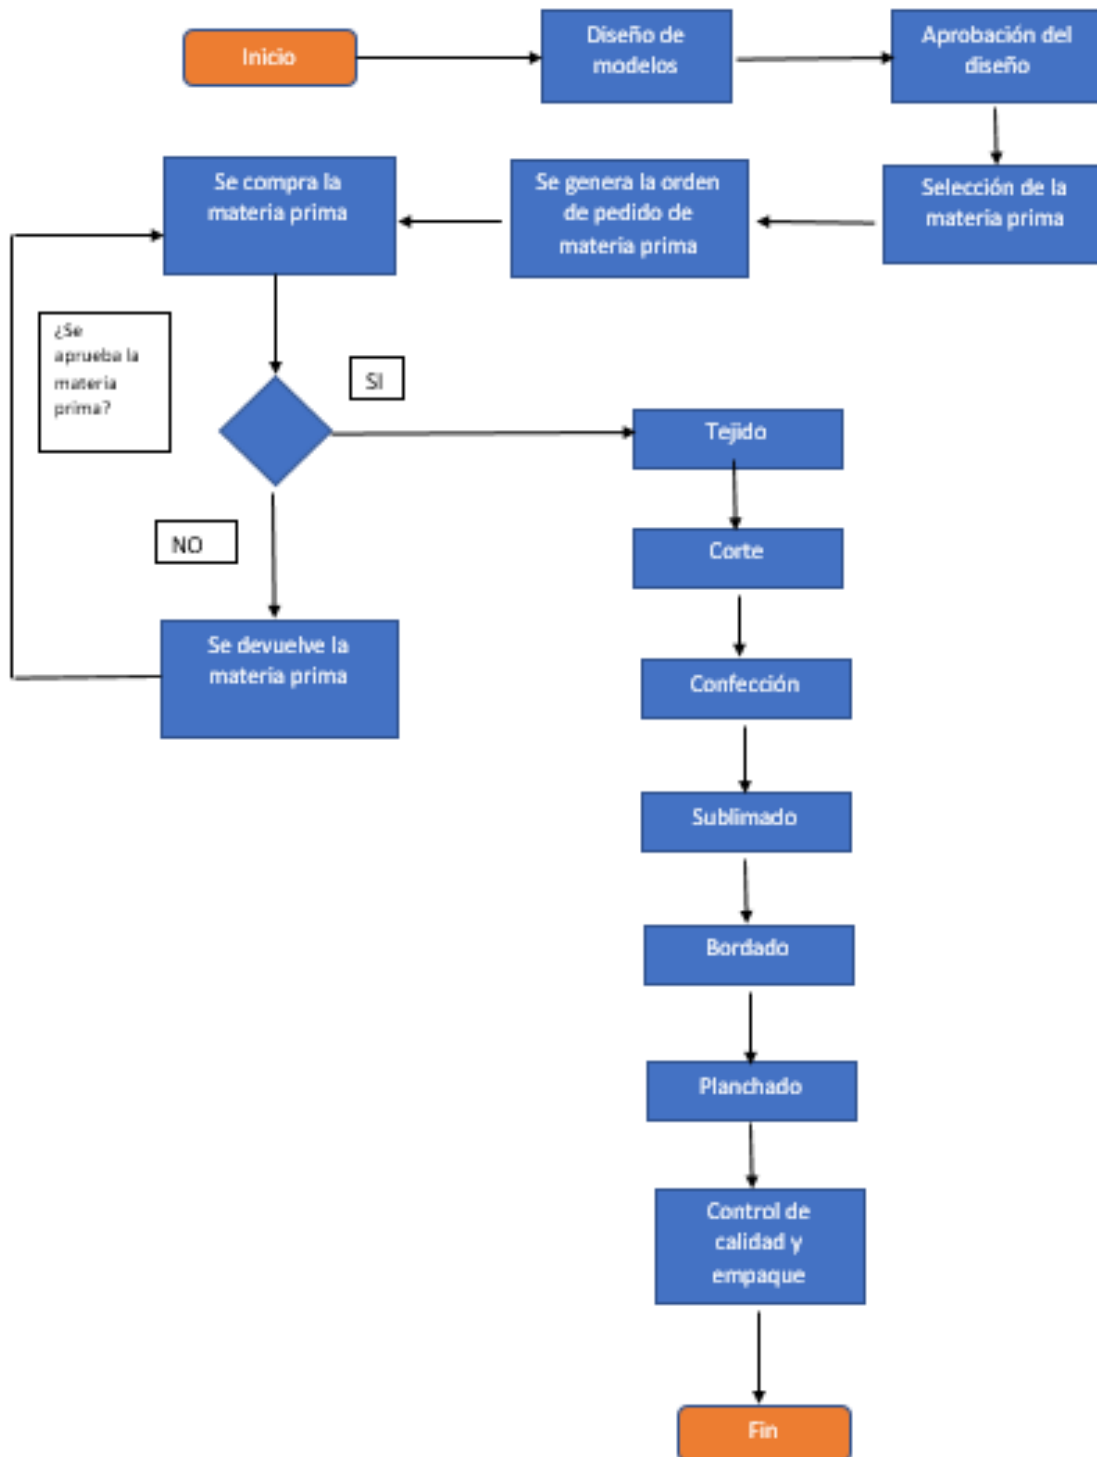 Inicio
Diseño de
modelos
Aprobación del
diseño
Selección de la
materia prima
Se genera la orden
de pedido de
materia prima
Se compra la
materia prima
¿Se
aprueba la
materia
prima?
SI
NO
Se devuelve la
materia prima
Tejido
Corte
Confección
Sublimado
Bordado
Planchado
Control de
calidad y
empaque
Fin